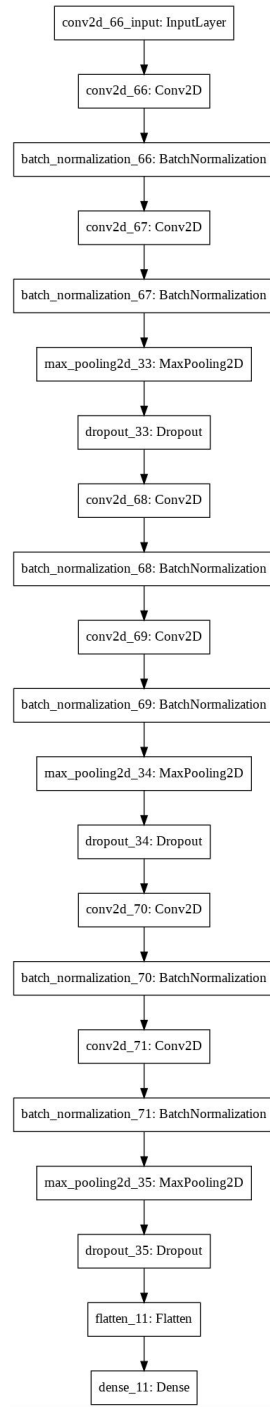 conv2d_66_input: InputLayer
conv2d_66: Conv2D
batch_normalization_66: BatchNormalization
conv2d_67: Conv2D
batch_normalization_67: BatchNormalization
max_pooling2d_33: MaxPooling2D
dropout_33: Dropout
conv2d_68: Conv2D
batch_normalization_68: BatchNormalization
conv2d_69: Conv2D
batch_normalization_69: BatchNormalization
max_pooling2d_34: MaxPooling2D
dropout_34: Dropout
conv2d_70: Conv2D
batch_normalization_70: BatchNormalization
conv2d_71: Conv2D
batch_normalization_71: BatchNormalization
max_pooling2d_35: MaxPooling2D
dropout_35: Dropout
flatten_11: Flatten
dense_11: Dense